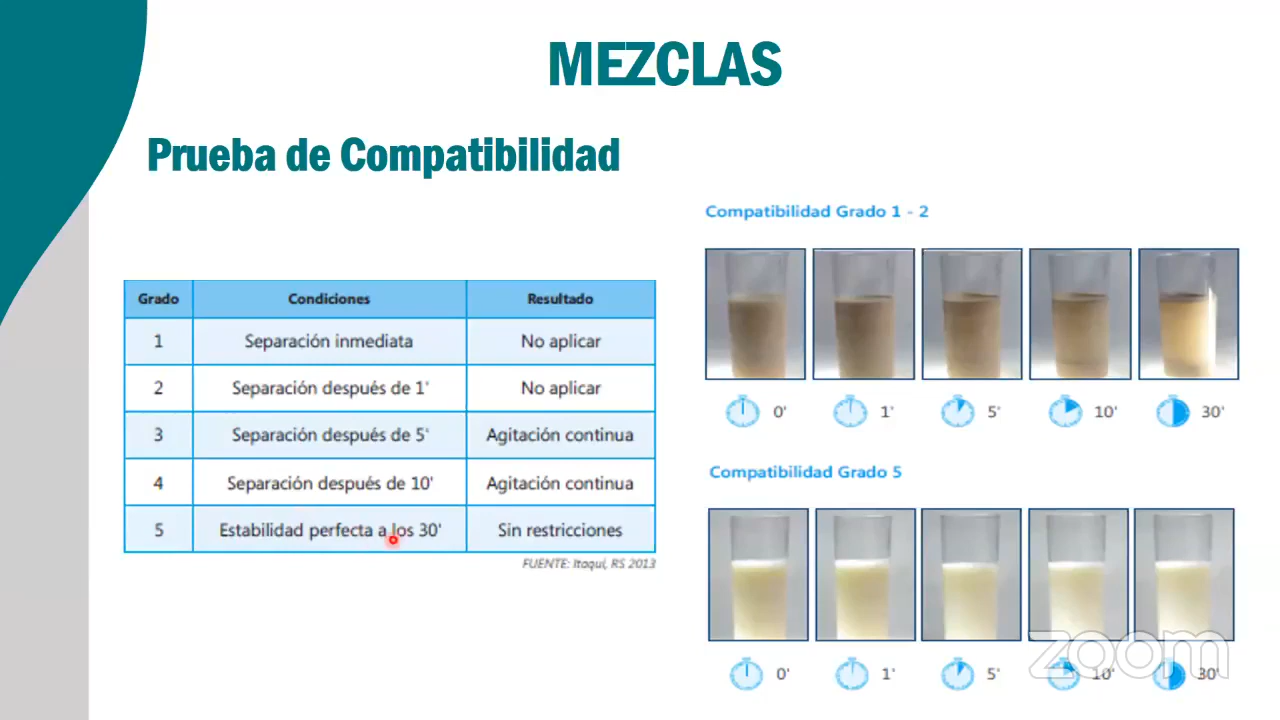 MEZCLAS
Prueba de Compatibilidad
Grado Condiciones Resultado
1 Separación inmediata No aplicar
2 Separación después de 1' No aplicar
3 Separación después de 5' Agitación continua
4 Separación después de 10' Agitación continua
5 Estabilidad perfecta a los 30' Sin restricciones
FUENTE: Itaqui, RS 2013
Compatibilidad Grado 1 - 2
0' 1' 5' 10' 30'
Compatibilidad Grado 5
0' 1' 5' 10' 30'
zoom